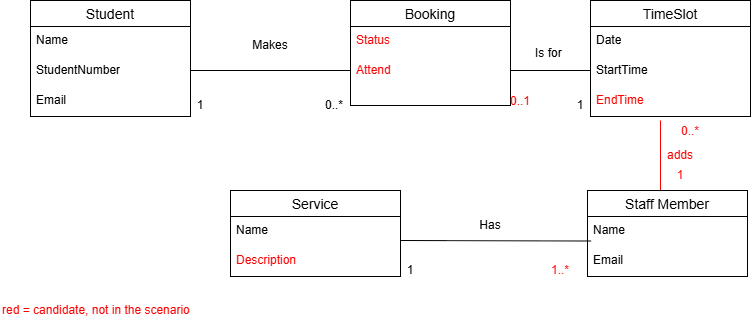 Student
Name
StudentNumber
Email
Makes
1
0..*
Booking
Status
Attend
Is for
0..1
1
TimeSlot
Date
StartTime
EndTime
0..*
adds
1
Service
Name
Description
Has
1
1..*
Staff Member
Name
Email
red = candidate, not in the scenario